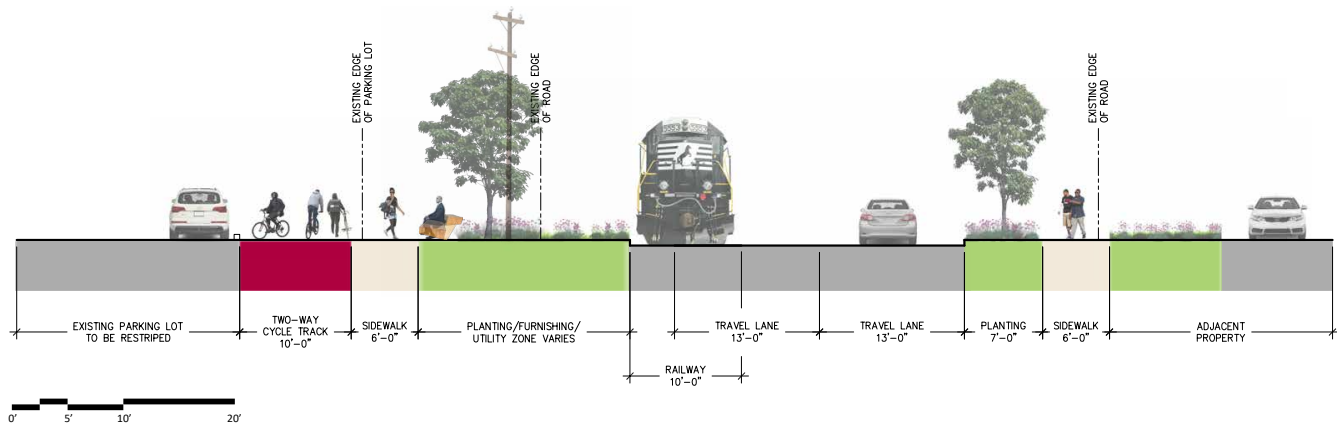 EXISTING EDGE
OF PARKING LOT
EXISTING EDGE
OF ROAD
EXISTING EDGE
OF ROAD
EXISTING PARKING LOT
TO BE RESTRIPED
TWO-WAY
CYCLE TRACK
10'-0"
SIDEWALK
6'-0"
PLANTING/FURNISHING/
UTILITY ZONE VARIES
TRAVEL LANE
13'-0"
TRAVEL LANE
13'-0"
PLANTING
7'-0"
SIDEWALK
6'-0"
ADJACENT
PROPERTY
RAILWAY
10'-0"
0'
5'
10'
20'